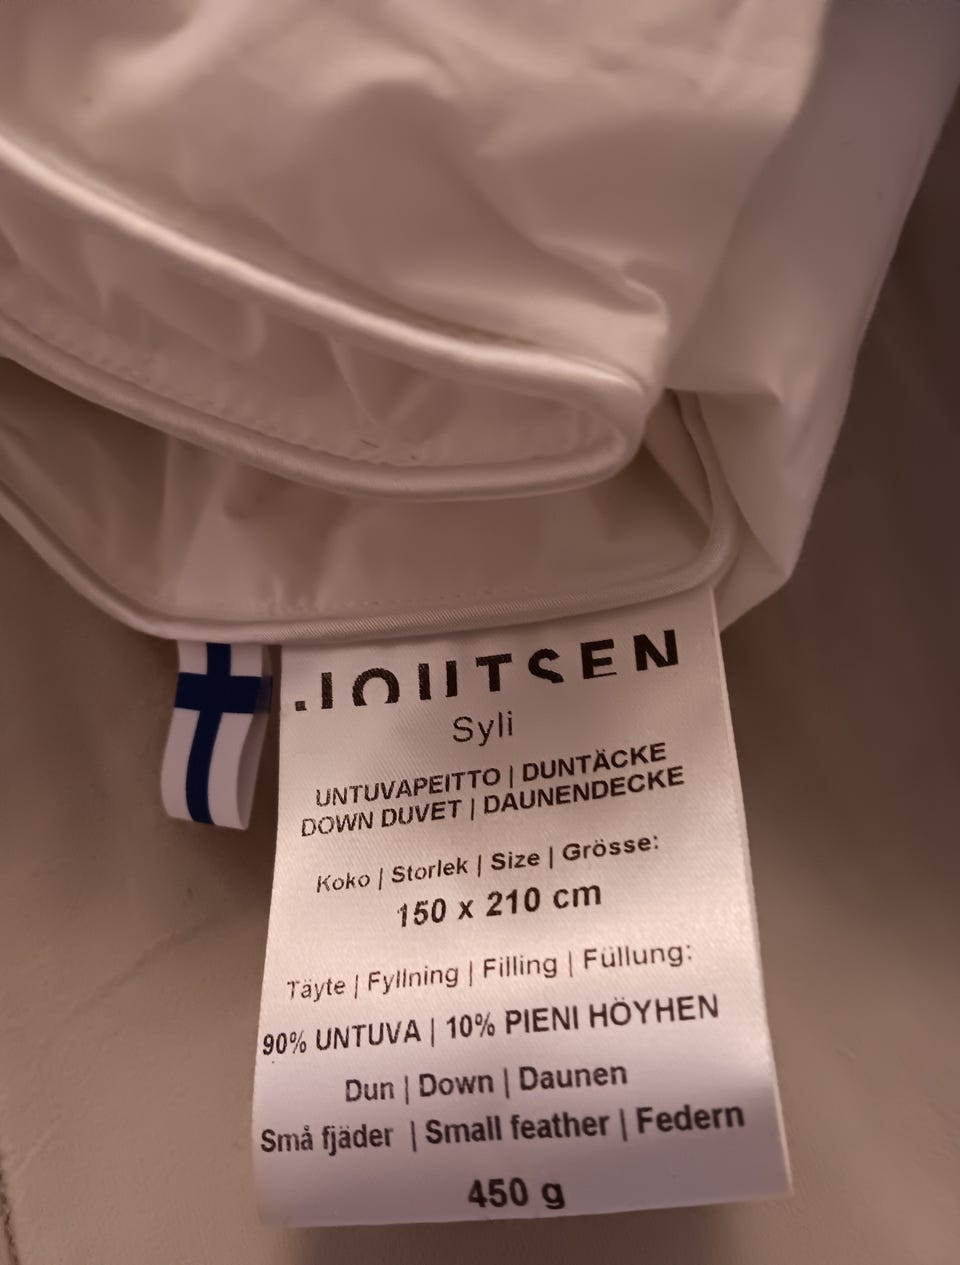 JOUTSEN
Syli
UNTUVAPEITTO | DUNTÄCKE
DOWN DUVET | DAUNENDECKE
Koko | Storlek | Size | Grösse:
150 x 210 cm
Täyte | Fyllning | Filling | Füllung:
90% UNTUVA | 10% PIENI HÖYHEN
Dun | Down | Daunen
Små fjäder | Small feather | Federn
450 g